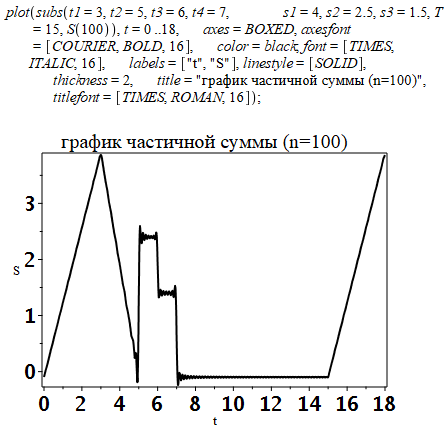 plot(subs(t1 = 3, t2 = 5, t3 = 6, t4 = 7, s1 = 4, s2 = 2.5, s3 = 1.5, T
= 15, S(100)), t = 0 ..18, axes = BOXED, axesfont
= [COURIER, BOLD, 16], color = black, font = [TIMES,
ITALIC, 16], labels = ["t", "S"], linestyle = [SOLID],
thickness = 2, title = "график частичной суммы (n=100)",
titlefont = [TIMES, ROMAN, 16]);
график частичной суммы (n=100)
3
2
S
1
0
0 2 4 6 8 10 12 14 16 18
t